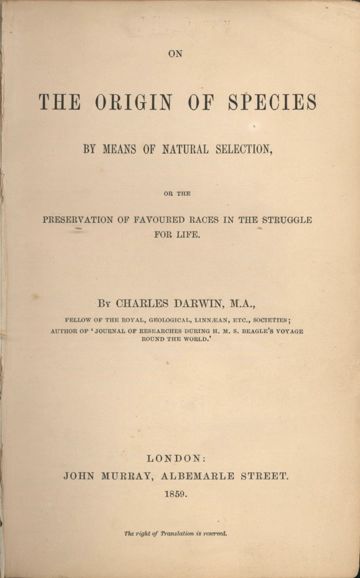 ON
THE ORIGIN OF SPECIES
BY MEANS OF NATURAL SELECTION,
OR THE
PRESERVATION OF FAVOURED RACES IN THE STRUGGLE
FOR LIFE.
BY CHARLES DARWIN, M.A.,
FELLOW OF THE ROYAL, GEOLOGICAL, LINNÆAN, ETC., SOCIETIES;
AUTHOR OF 'JOURNAL OF RESEARCHES DURING H. M. S. BEAGLE'S VOYAGE
ROUND THE WORLD.'
LONDON:
JOHN MURRAY, ALBEMARLE STREET.
1859.
The right of Translation is reserved.